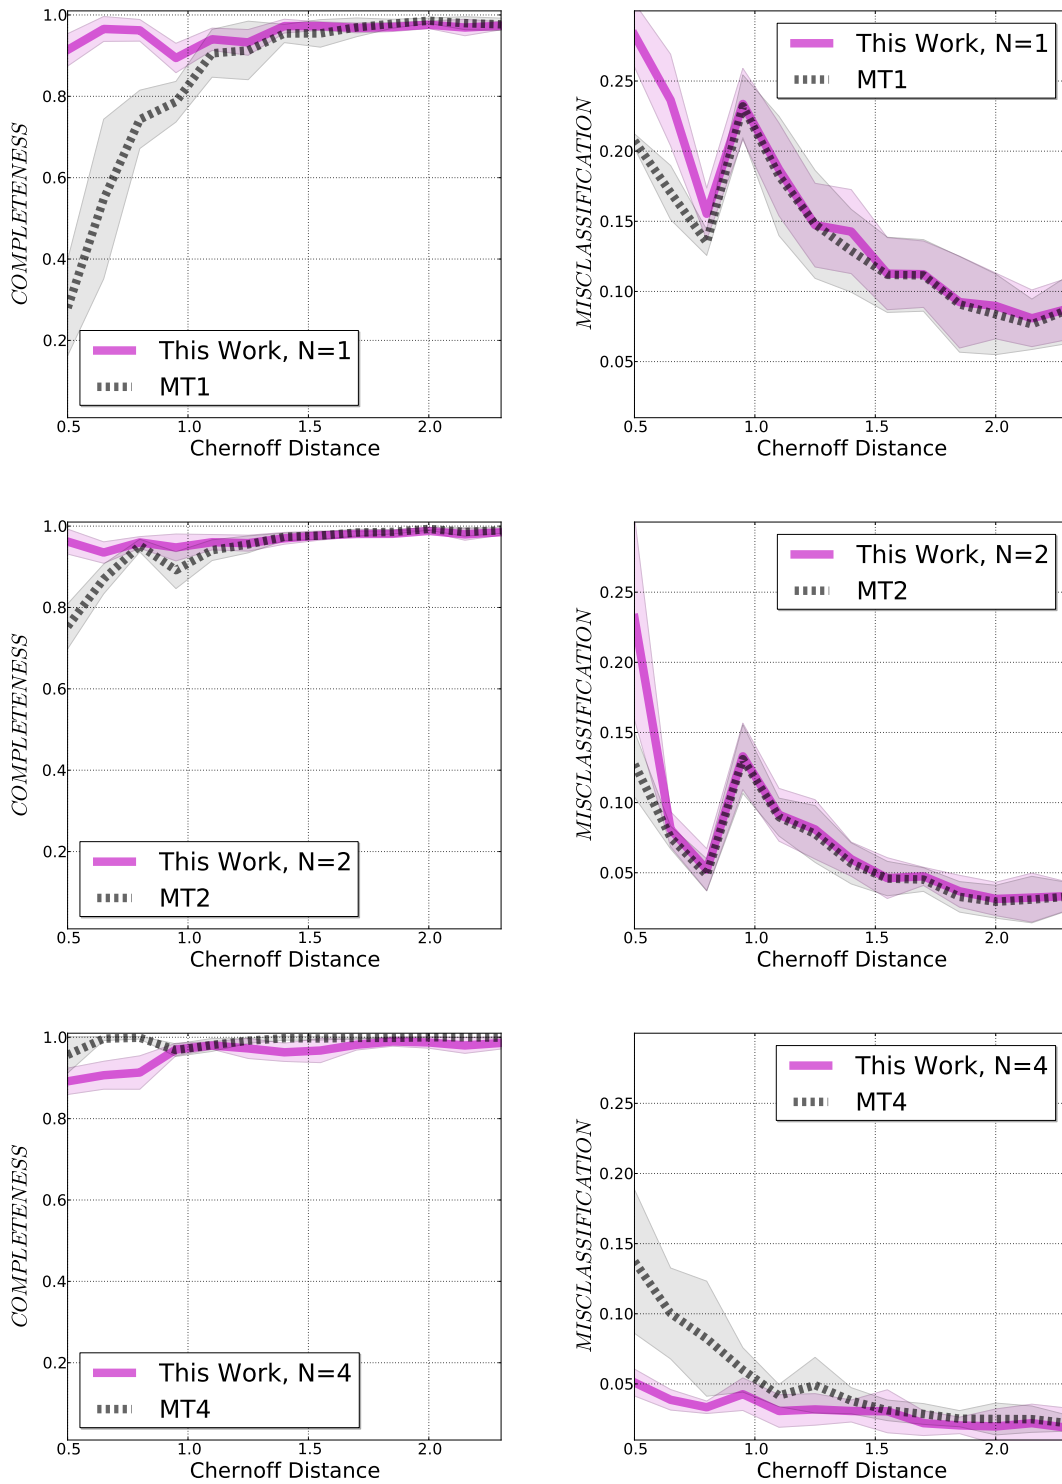 1.0
0.8
0.6
0.4
0.2
COMPLETENESS
This Work, N=1
MT1
0.5 1.0 1.5 2.0
Chernoff Distance
0.25
0.20
0.15
0.10
0.05
MISCLASSIFICATION
This Work, N=1
MT1
0.5 1.0 1.5 2.0
Chernoff Distance
1.0
0.8
0.6
0.4
0.2
COMPLETENESS
This Work, N=2
MT2
0.5 1.0 1.5 2.0
Chernoff Distance
0.25
0.20
0.15
0.10
0.05
MISCLASSIFICATION
This Work, N=2
MT2
0.5 1.0 1.5 2.0
Chernoff Distance
1.0
0.8
0.6
0.4
0.2
COMPLETENESS
This Work, N=4
MT4
0.5 1.0 1.5 2.0
Chernoff Distance
0.25
0.20
0.15
0.10
0.05
MISCLASSIFICATION
This Work, N=4
MT4
0.5 1.0 1.5 2.0
Chernoff Distance